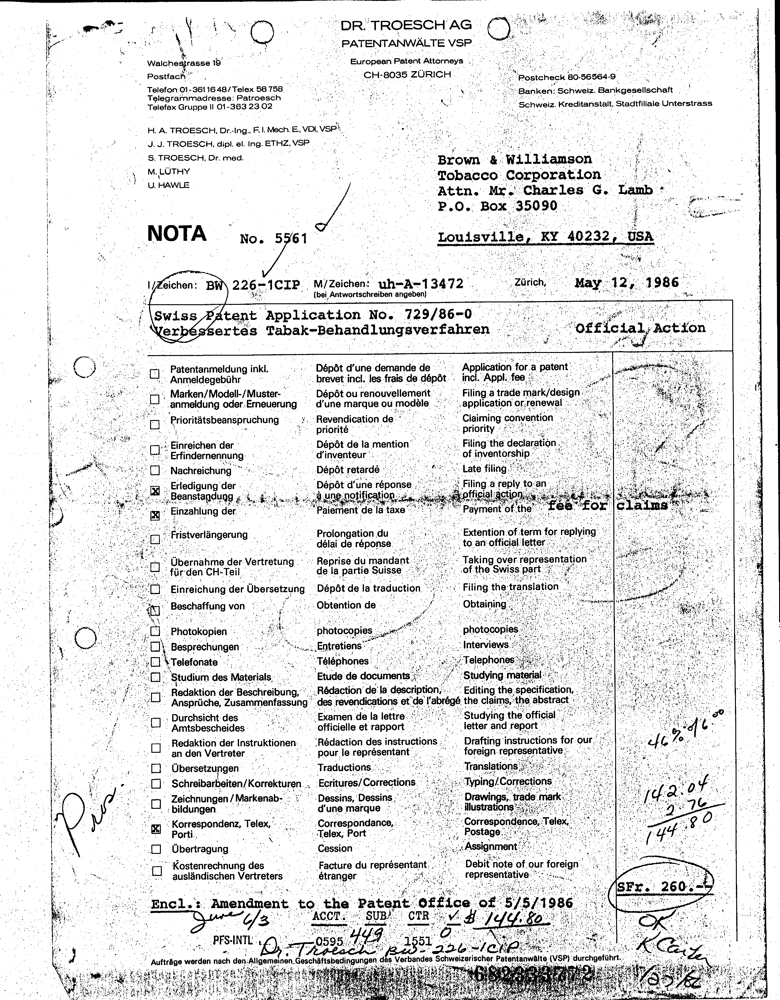 DR. TROESCH AG
PATENTANWÄLTE VSP
European Patent Attorneys
CH-8035 ZÜRICH
Walchestrasse 19
Postfach
Telefon 01-361 16 48/Telex 56 758
Telegrammadresse: Patroesch
Telefax Gruppe II 01-363 23 02
Postcheck 80-56564-9
Banken: Schweiz. Bankgesellschaft
Schweiz. Kreditanstalt, Stadtfiliale Unterstrass
H. A. TROESCH, Dr.-Ing., F. I. Mech. E., VDI, VSP
J. J. TROESCH, dipl. el. Ing. ETHZ, VSP
S. TROESCH, Dr. med.
M. LÜTHY
U. HAWLE
Brown & Williamson
Tobacco Corporation
Attn. Mr. Charles G. Lamb
P.O. Box 35090
Louisville, KY 40232, USA
NOTA No. 5561
I/Zeichen: BW 226-1CIP M/Zeichen: uh-A-13472 Zürich, May 12, 1986
(bei Antwortschreiben angeben)
Swiss Patent Application No. 729/86-0
Verbessertes Tabak-Behandlungsverfahren Official Action
Patentanmeldung inkl. Dépôt d'une demande de Application for a patent
Anmeldegebühr brevet incl. les frais de dépôt incl. Appl. fee
Marken/Modell-/Muster- Dépôt ou renouvellement Filing a trade mark/design
anmeldung oder Erneuerung d'une marque ou modèle application or renewal
Prioritätsbeanspruchung Revendication de Claiming convention
priorité priority
Einreichen der Dépôt de la mention Filing the declaration
Erfindernennung d'inventeur of inventorship
Nachreichung Dépôt retardé Late filing
Erledigung der Dépôt d'une réponse Filing a reply to an
Beanstandung à une notification official action
Einzahlung der Paiement de la taxe Payment of the fee for claims
Fristverlängerung Prolongation du Extention of term for replying
délai de réponse to an official letter
Übernahme der Vertretung Reprise du mandant Taking over representation
für den CH-Teil de la partie Suisse of the Swiss part
Einreichung der Übersetzung Dépôt de la traduction Filing the translation
Beschaffung von Obtention de Obtaining
Photokopien photocopies photocopies
Besprechungen Entretiens Interviews
Telefonate Téléphones Telephones
Studium des Materials Etude de documents Studying material
Redaktion der Beschreibung, Rédaction de la description, Editing the specification,
Ansprüche, Zusammenfassung des revendications et de l'abrégé the claims, the abstract
Durchsicht des Examen de la lettre Studying the official
Amtsbescheides officielle et rapport letter and report
Redaktion der Instruktionen Rédaction des instructions Drafting instructions for our
an den Vertreter pour le représentant foreign representative
Übersetzungen Traductions Translations
Schreibarbeiten/Korrekturen Ecritures/Corrections Typing/Corrections
Zeichnungen/Markenab- Dessins, Dessins Drawings, trade mark
bildungen d'une marque illustrations
Korrespondenz, Telex, Correspondance, Correspondence, Telex,
Porti Telex, Port Postage
Übertragung Cession Assignment
Kostenrechnung des Facture du représentant Debit note of our foreign
ausländischen Vertreters étranger representative
142.04
2.76
144.80
SFr. 260.--
Encl.: Amendment to the Patent Office of 5/5/1986
June 6/3 ACCT. SUB CTR $ 144.80
449 0
PFS-INTL 0595 1551
Dr. Troesch BW-226-1CIP
OK
K Carter
Aufträge werden nach den Allgemeinen Geschäftsbedingungen des Verbandes Schweizerischer Patentanwälte (VSP) durchgeführt.